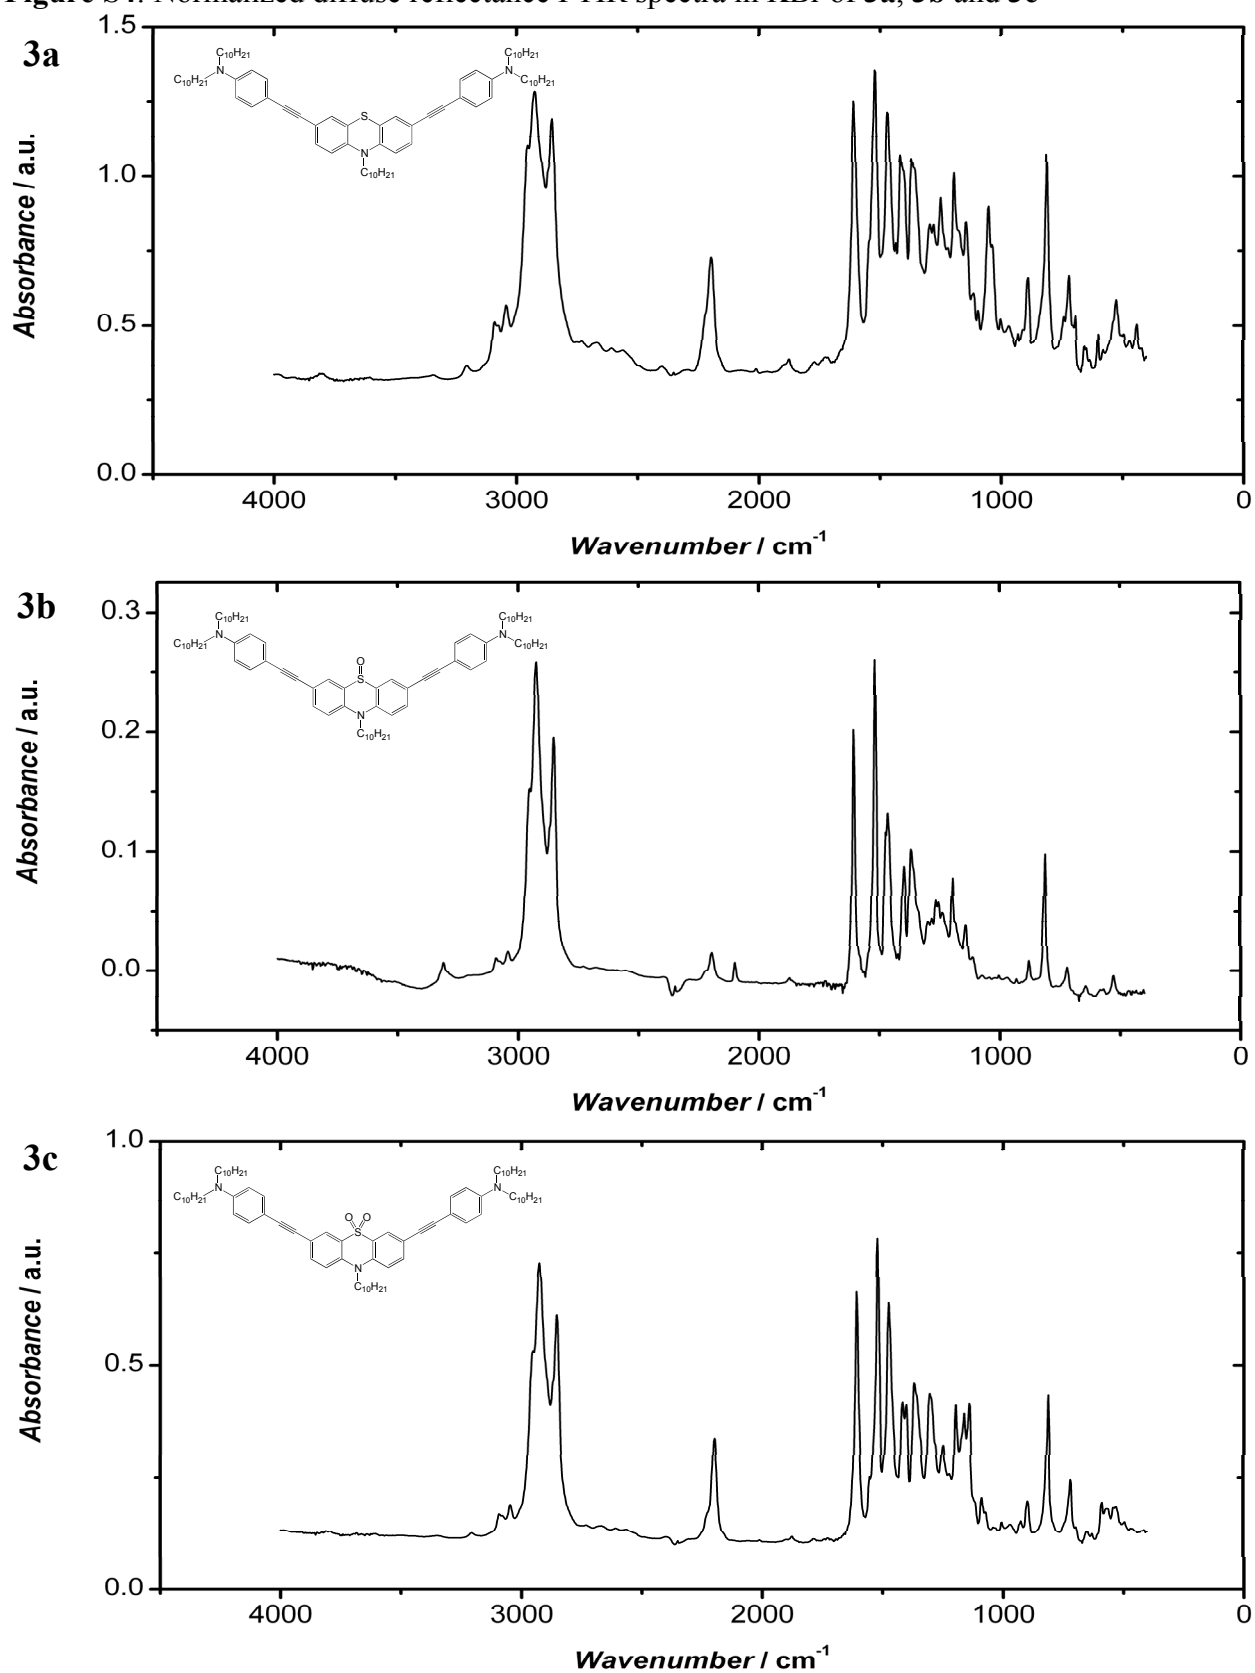 Figure S4. Normalized diffuse reflectance FTIR spectra in KBr of 3a, 3b and 3c
3a
C10H21
N
C10H21
C10H21
N
C10H21
S
N
C10H21
1.5
1.0
0.5
0.0
Absorbance / a.u.
4000 3000 2000 1000 0
Wavenumber / cm-1
3b
C10H21
N
C10H21
C10H21
N
C10H21
O
S
N
C10H21
0.3
0.2
0.1
0.0
Absorbance / a.u.
4000 3000 2000 1000 0
Wavenumber / cm-1
3c
C10H21
N
C10H21
C10H21
N
C10H21
O O
S
N
C10H21
1.0
0.5
0.0
Absorbance / a.u.
4000 3000 2000 1000 0
Wavenumber / cm-1